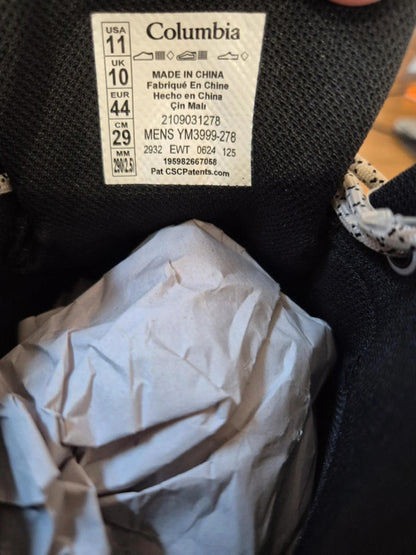 USA
11
UK
10
EUR
44
CM
29
MM
290(2.5)
Columbia
MADE IN CHINA
Fabriqué En Chine
Hecho en China
Çin Malı
2109031278
MENS YM3999-278
2932 EWT 0624 125
195982667058
Pat CSCPatents.com